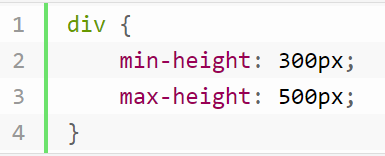 1 div {
2     min-height: 300px;
3     max-height: 500px;
4 }